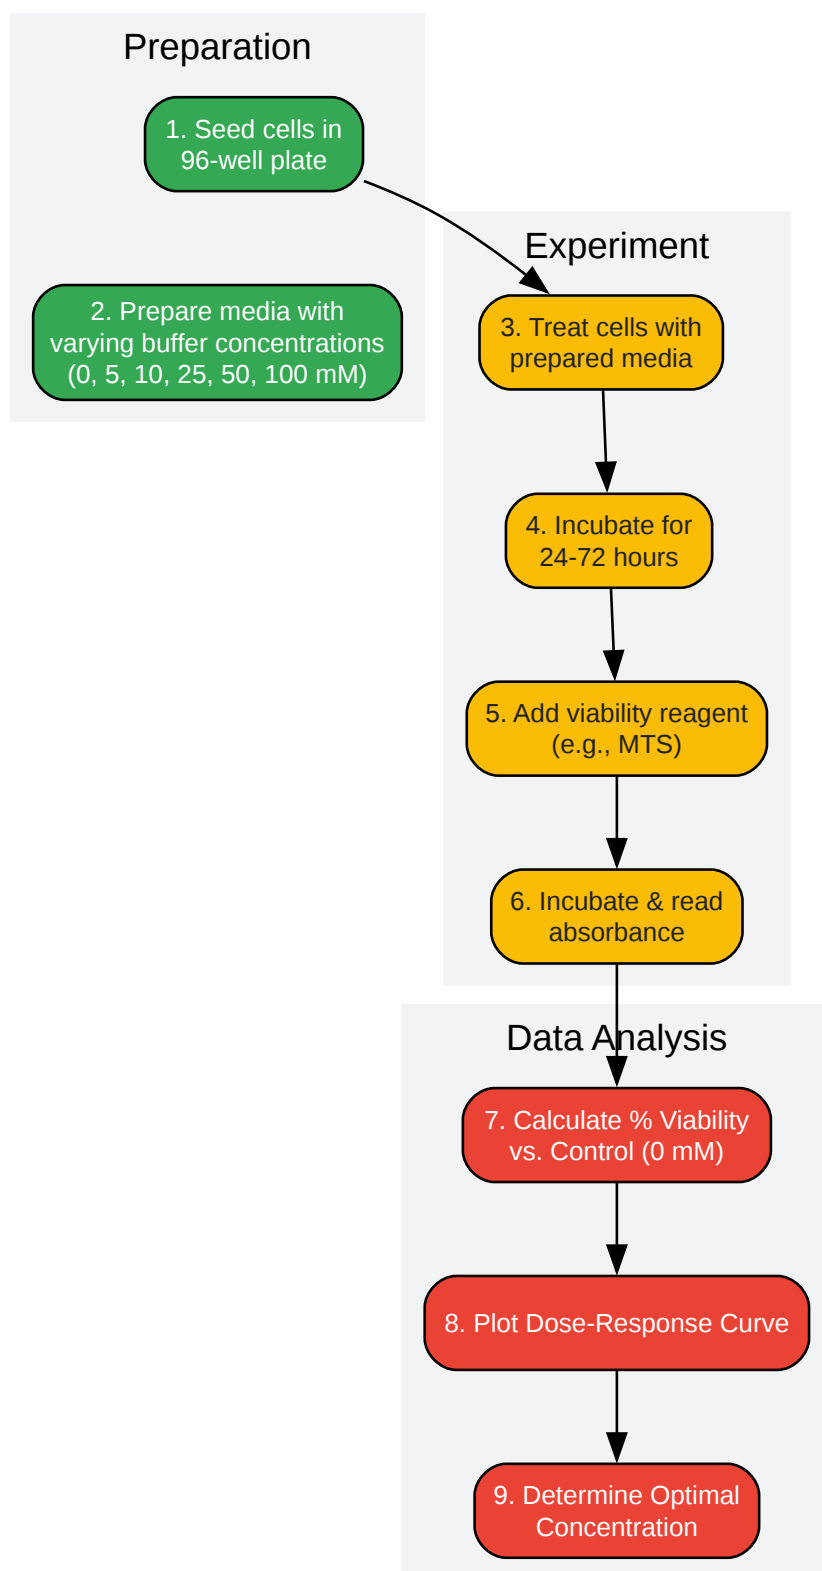 Preparation
1. Seed cells in
96-well plate
2. Prepare media with
varying buffer concentrations
(0, 5, 10, 25, 50, 100 mM)
Experiment
3. Treat cells with
prepared media
4. Incubate for
24-72 hours
5. Add viability reagent
(e.g., MTS)
6. Incubate & read
absorbance
Data Analysis
7. Calculate % Viability
vs. Control (0 mM)
8. Plot Dose-Response Curve
9. Determine Optimal
Concentration